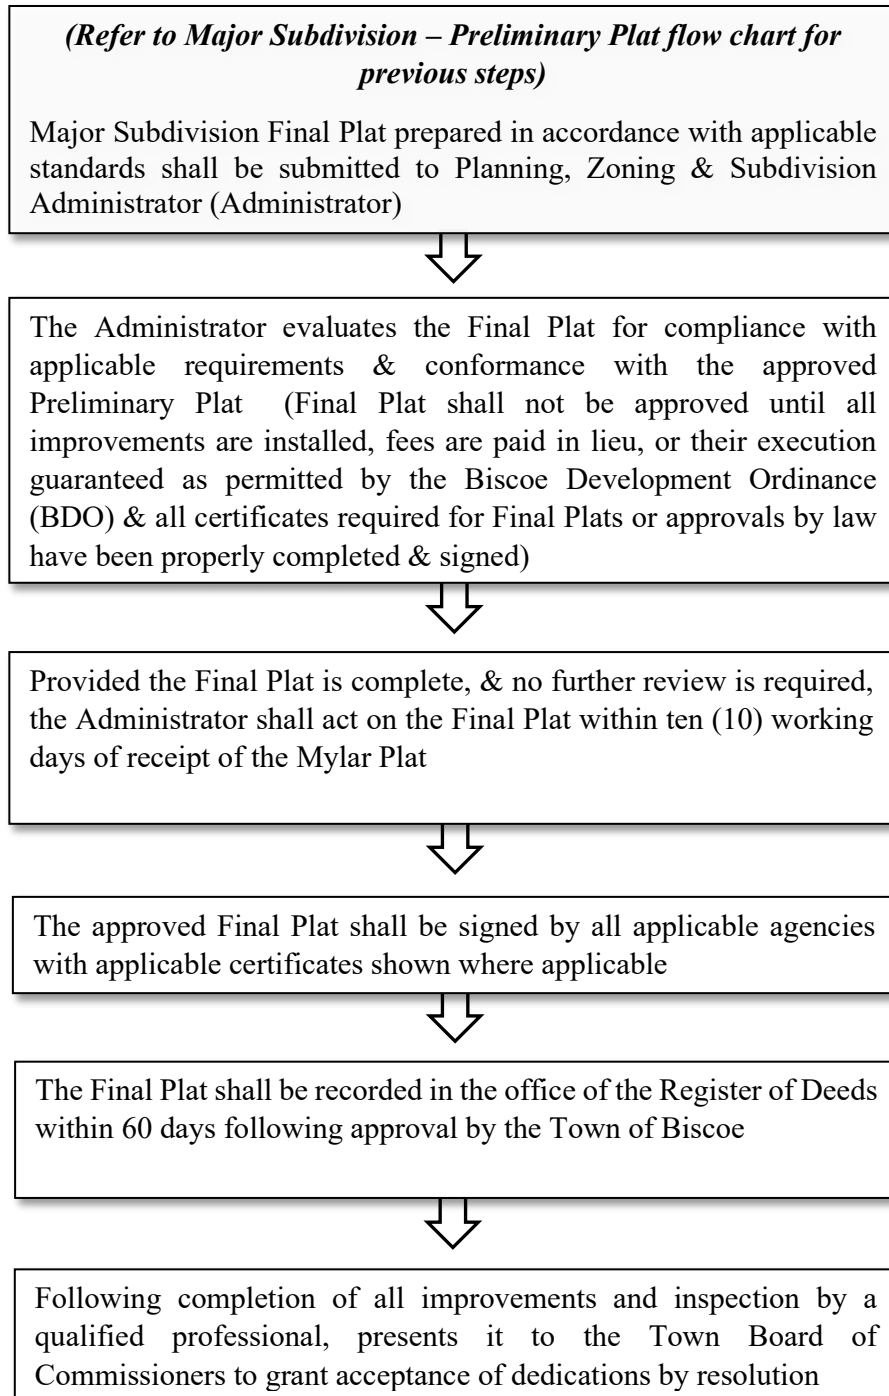 (Refer to Major Subdivision – Preliminary Plat flow chart for
previous steps)
Major Subdivision Final Plat prepared in accordance with applicable
standards shall be submitted to Planning, Zoning & Subdivision
Administrator (Administrator)
The Administrator evaluates the Final Plat for compliance with
applicable requirements & conformance with the approved
Preliminary Plat (Final Plat shall not be approved until all
improvements are installed, fees are paid in lieu, or their execution
guaranteed as permitted by the Biscoe Development Ordinance
(BDO) & all certificates required for Final Plats or approvals by law
have been properly completed & signed)
Provided the Final Plat is complete, & no further review is required,
the Administrator shall act on the Final Plat within ten (10) working
days of receipt of the Mylar Plat
The approved Final Plat shall be signed by all applicable agencies
with applicable certificates shown where applicable
The Final Plat shall be recorded in the office of the Register of Deeds
within 60 days following approval by the Town of Biscoe
Following completion of all improvements and inspection by a
qualified professional, presents it to the Town Board of
Commissioners to grant acceptance of dedications by resolution